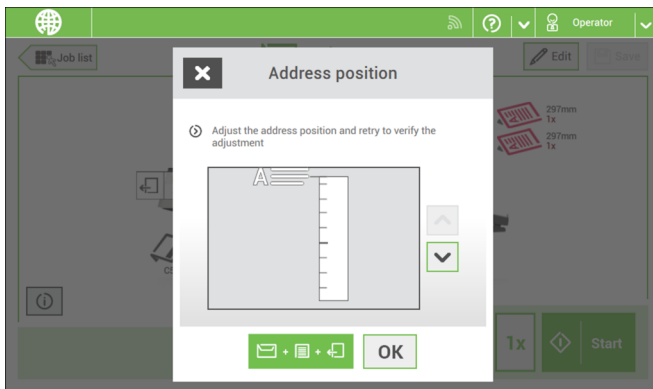 Operator
Job list
Edit
Save
Address position
297mm
1x
297mm
1x
Adjust the address position and retry to verify the
adjustment
A
CS
OK
1x
Start